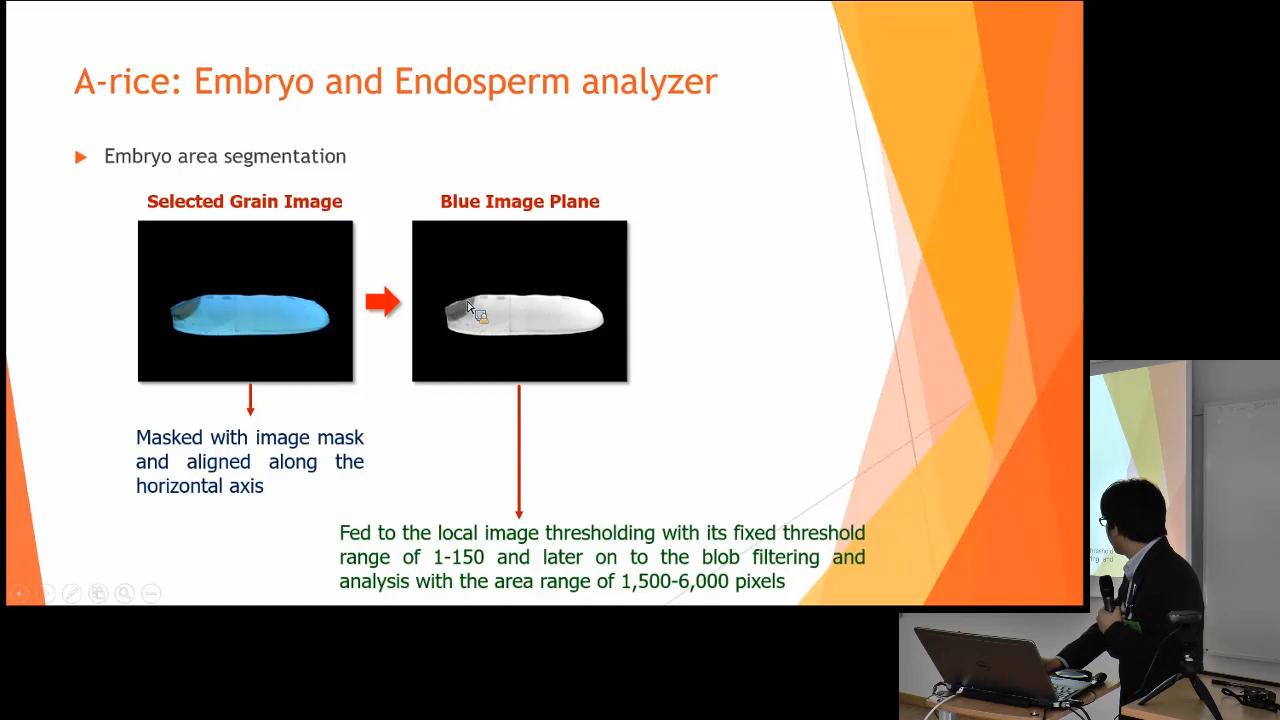 A-rice: Embryo and Endosperm analyzer
Embryo area segmentation
Selected Grain Image
Blue Image Plane
Masked with image mask
and aligned along the
horizontal axis
Fed to the local image thresholding with its fixed threshold
range of 1-150 and later on to the blob filtering and
analysis with the area range of 1,500-6,000 pixels